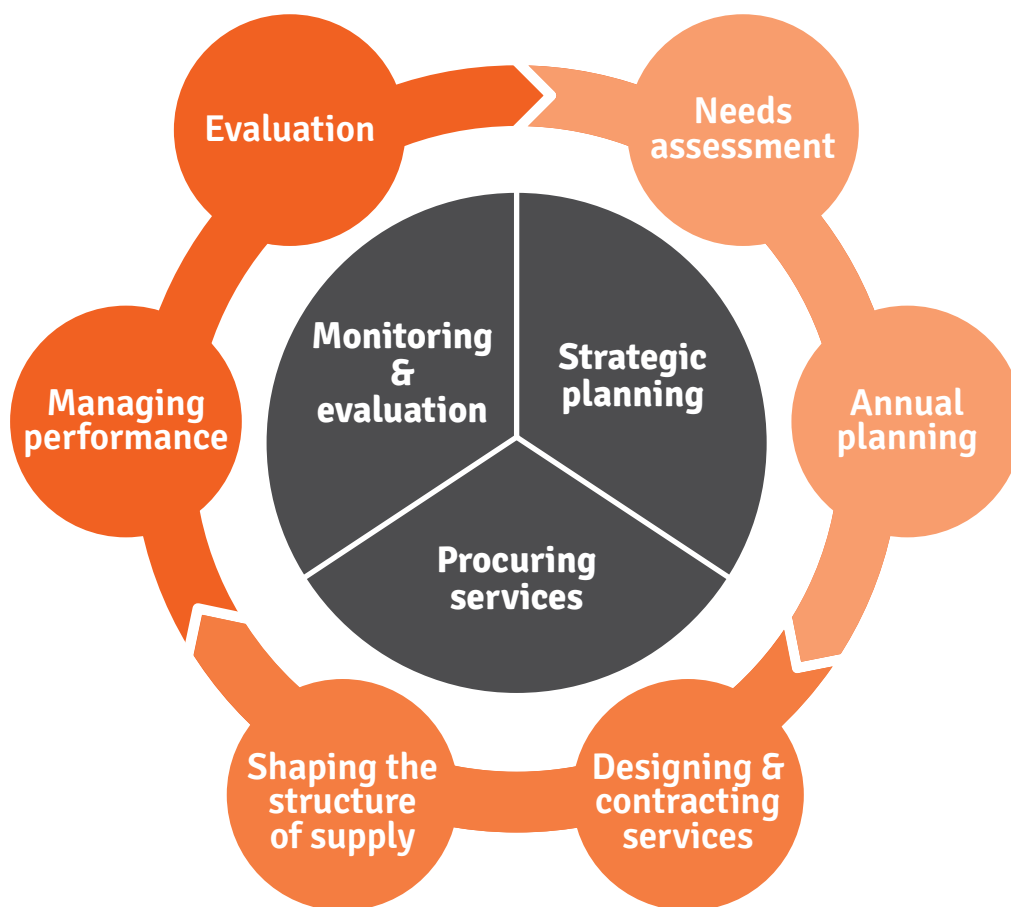 Evaluation
Needs
assessment
Monitoring
&
evaluation
Strategic
planning
Managing
performance
Annual
planning
Procuring
services
Shaping the
structure
of supply
Designing &
contracting
services